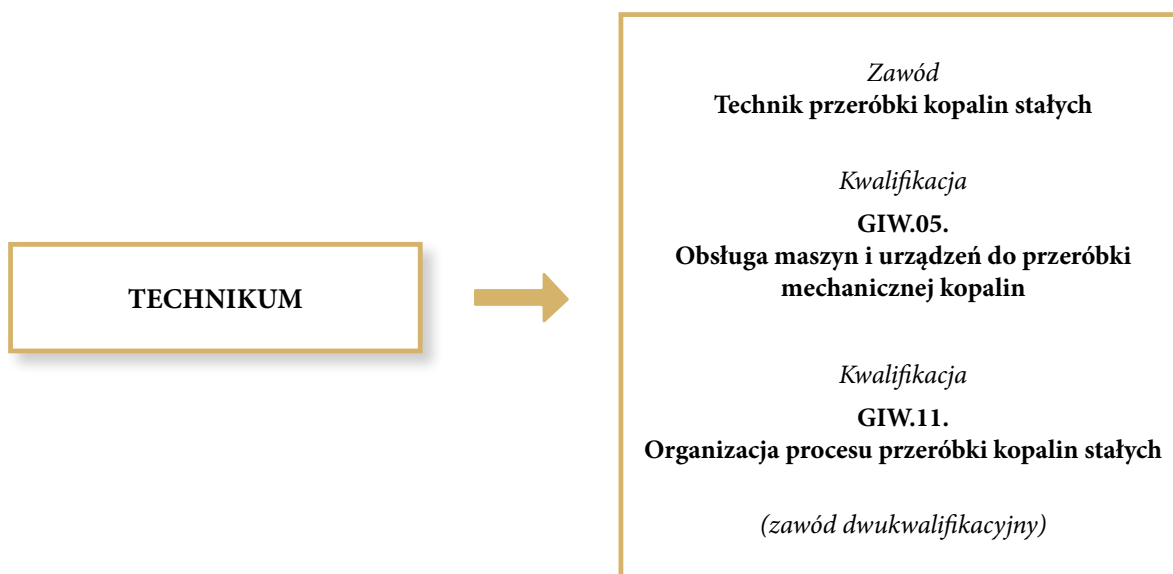 TECHNIKUM
Zawód
Technik przeróbki kopalin stałych
Kwalifikacja
GIW.05.
Obsługa maszyn i urządzeń do przeróbki
mechanicznej kopalin
Kwalifikacja
GIW.11.
Organizacja procesu przeróbki kopalin stałych
(zawód dwukwalifikacyjny)